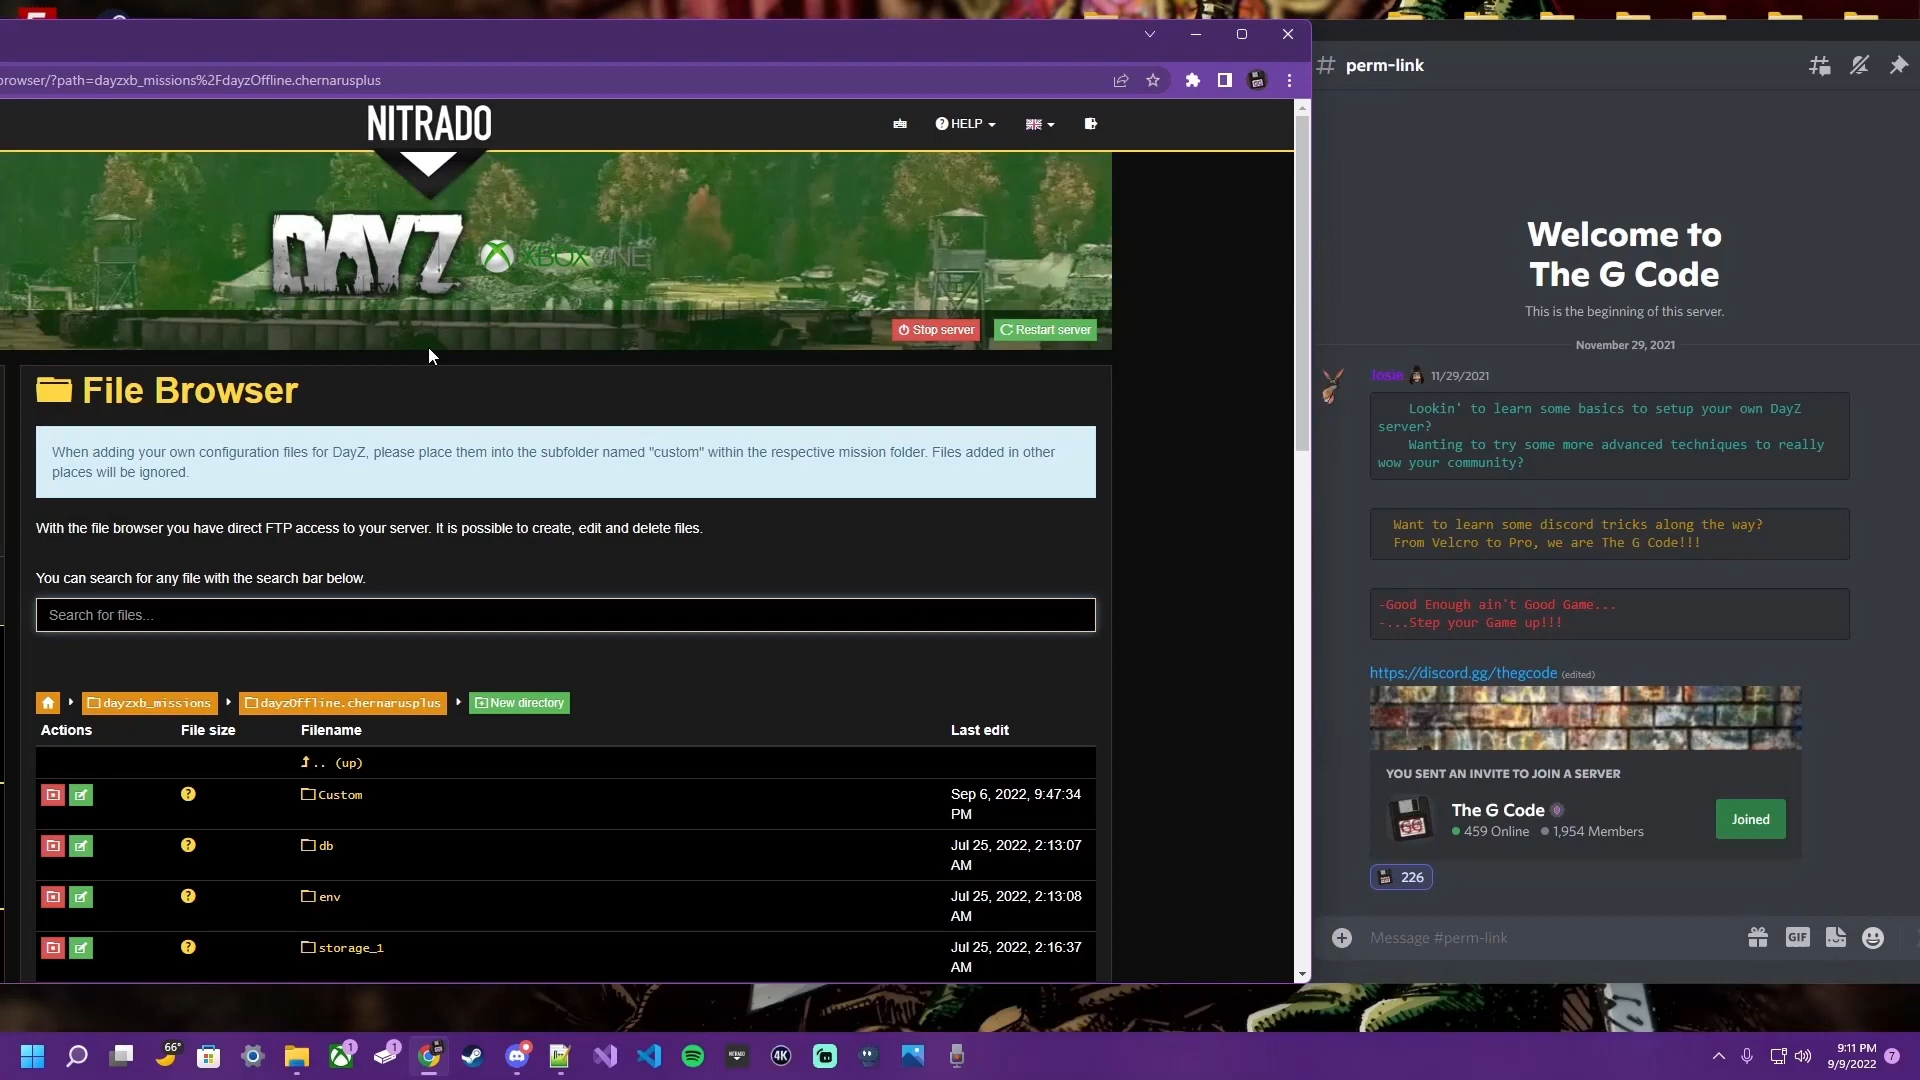 browser/?path=dayzxb_missions%2FdayzOffline.chernarusplus
NITRADO
HELP
DAYZ
XBOX ONE
Stop server
Restart server
File Browser
When adding your own configuration files for DayZ, please place them into the subfolder named "custom" within the respective mission folder. Files added in other
places will be ignored.
With the file browser you have direct FTP access to your server. It is possible to create, edit and delete files.
You can search for any file with the search bar below.
Search for files...
dayzxb_missions
dayzOffline.chernarusplus
New directory
Actions File size Filename Last edit
.. (up)
Custom Sep 6, 2022, 9:47:34
PM
db Jul 25, 2022, 2:13:07
AM
env Jul 25, 2022, 2:13:08
AM
storage_1 Jul 25, 2022, 2:16:37
AM
# perm-link
Welcome to
The G Code
This is the beginning of this server.
November 29, 2021
Josie 11/29/2021
Lookin' to learn some basics to setup your own DayZ
server?
Wanting to try some more advanced techniques to really
wow your community?
Want to learn some discord tricks along the way?
From Velcro to Pro, we are The G Code!!!
-Good Enough ain't Good Game...
-...Step your Game up!!!
https://discord.gg/thegcode (edited)
YOU SENT AN INVITE TO JOIN A SERVER
The G Code
459 Online 1,954 Members
Joined
226
Message #perm-link
GIF
66°
1
1
NITRADO
4K
9:11 PM
9/9/2022
7